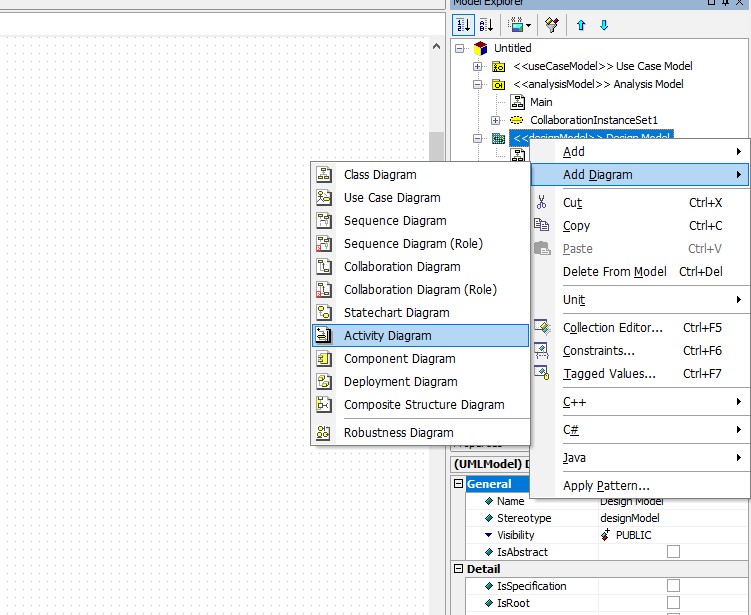 Model Explorer
Untitled
<<useCaseModel>> Use Case Model
<<analysisModel>> Analysis Model
Main
CollaborationInstanceSet1
<<designModel>> Design Model
Add
Add Diagram
Cut Ctrl+X
Copy Ctrl+C
Paste Ctrl+V
Delete From Model Ctrl+Del
Unit
Collection Editor... Ctrl+F5
Constraints... Ctrl+F6
Tagged Values... Ctrl+F7
C++
C#
Java
Apply Pattern...
Class Diagram
Use Case Diagram
Sequence Diagram
Sequence Diagram (Role)
Collaboration Diagram
Collaboration Diagram (Role)
Statechart Diagram
Activity Diagram
Component Diagram
Deployment Diagram
Composite Structure Diagram
Robustness Diagram
Properties
(UMLModel) D
General
Name Design Model
Stereotype designModel
Visibility PUBLIC
IsAbstract
Detail
IsSpecification
IsRoot